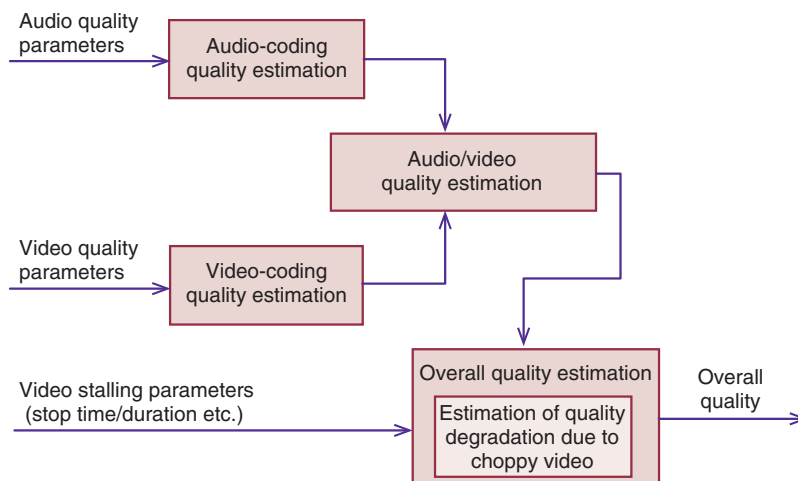 Audio quality
parameters
Audio-coding
quality estimation
Audio/video
quality estimation
Video quality
parameters
Video-coding
quality estimation
Video stalling parameters
(stop time/duration etc.)
Overall quality estimation
Estimation of quality
degradation due to
choppy video
Overall
quality